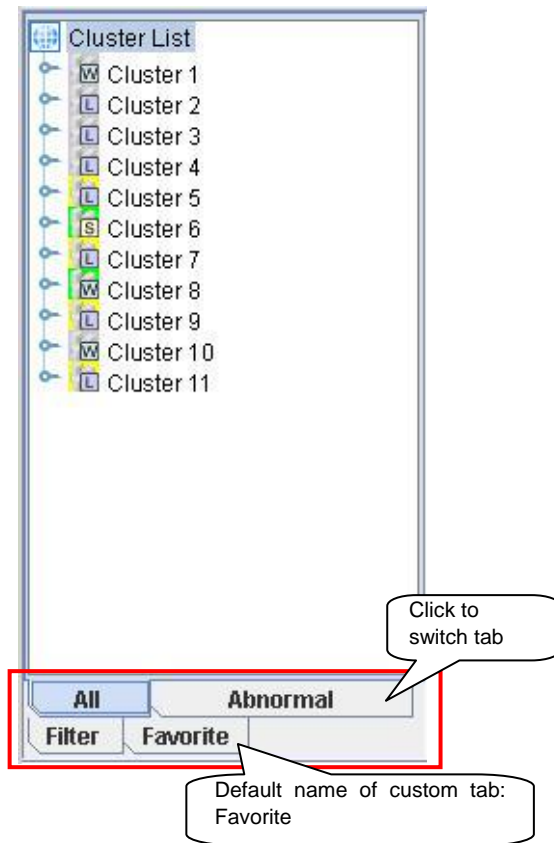 Cluster List
W Cluster 1
L Cluster 2
L Cluster 3
L Cluster 4
L Cluster 5
S Cluster 6
L Cluster 7
W Cluster 8
L Cluster 9
W Cluster 10
L Cluster 11
Click to
switch tab
All Abnormal
Filter Favorite
Default name of custom tab:
Favorite